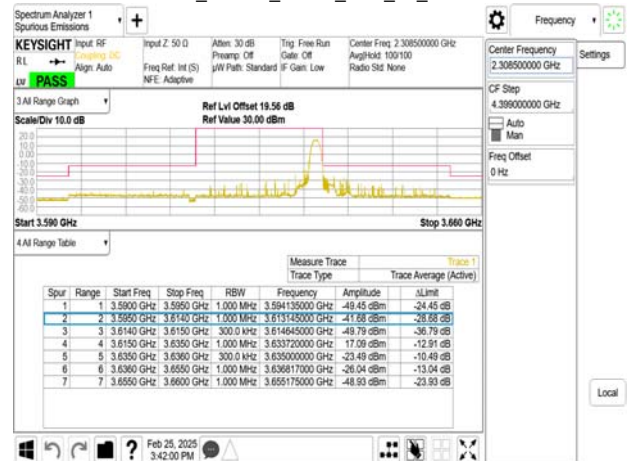 Spectrum Analyzer 1
Spurious Emissions
Frequency
KEYSIGHT
Input: RF
Coupling: DC
Align: Auto
Input Z: 50 Ω
Freq Ref: Int (S)
NFE: Adaptive
Atten: 30 dB
Preamp: Off
µW Path: Standard
Trig: Free Run
Gate: Off
IF Gain: Low
Center Freq: 2.308500000 GHz
Avg|Hold: 100/100
Radio Std: None
RL
PASS
Center Frequency
2.308500000 GHz
Settings
CF Step
4.399000000 GHz
Auto
Man
Freq Offset
0 Hz
3 All Range Graph
Scale/Div 10.0 dB
Ref Lvl Offset 19.56 dB
Ref Value 30.00 dBm
20.0
10.0
0.00
-10.0
-20.0
-30.0
-40.0
-50.0
-60.0
Start 3.590 GHz
Stop 3.660 GHz
4 All Range Table
Measure Trace Trace 1
Trace Type Trace Average (Active)
Spur Range Start Freq Stop Freq RBW Frequency Amplitude ΔLimit
1 1 3.5900 GHz 3.5950 GHz 1.000 MHz 3.594135000 GHz -49.45 dBm -24.45 dB
2 2 3.5950 GHz 3.6140 GHz 1.000 MHz 3.613145000 GHz -41.68 dBm -28.68 dB
3 3 3.6140 GHz 3.6150 GHz 300.0 kHz 3.614645000 GHz -49.79 dBm -36.79 dB
4 4 3.6150 GHz 3.6350 GHz 1.000 MHz 3.633720000 GHz 17.09 dBm -12.91 dB
5 5 3.6350 GHz 3.6360 GHz 300.0 kHz 3.635000000 GHz -23.49 dBm -10.49 dB
6 6 3.6360 GHz 3.6550 GHz 1.000 MHz 3.636817000 GHz -26.04 dBm -13.04 dB
7 7 3.6550 GHz 3.6600 GHz 1.000 MHz 3.655175000 GHz -48.93 dBm -23.93 dB
Local
Feb 25, 2025
3:42:00 PM